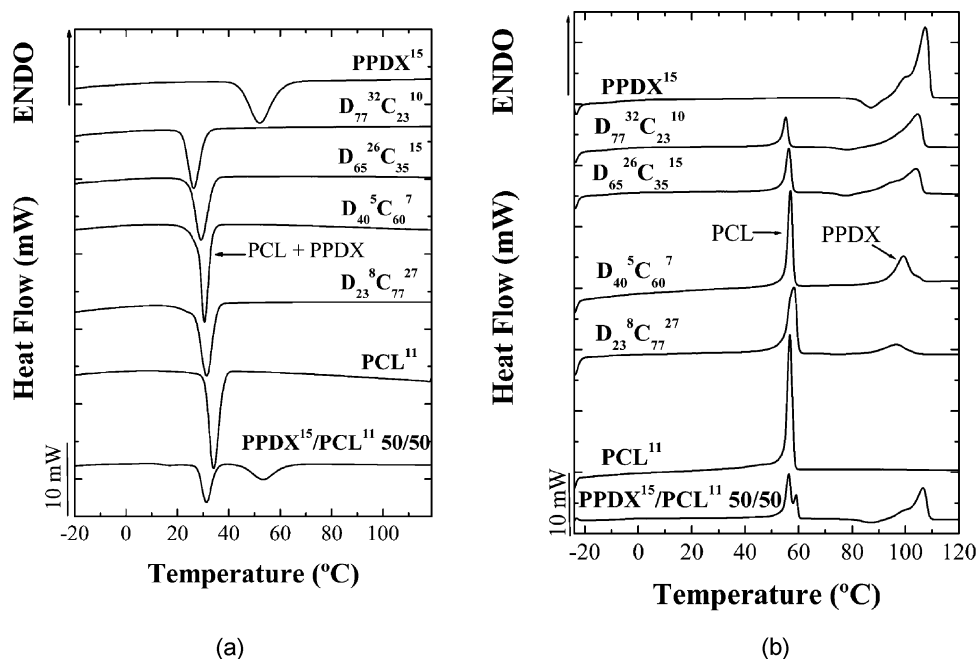 (a)
ENDO
Heat Flow (mW)
10 mW
PPDX¹⁵
D₇₇³²C₂₃¹⁰
D₆₅²⁶C₃₅¹⁵
D₄₀⁵C₆₀⁷
PCL + PPDX
D₂₃⁸C₇₇²⁷
PCL¹¹
PPDX¹⁵/PCL¹¹ 50/50
-20 0 20 40 60 80 100
Temperature (ºC)
(a)
(b)
ENDO
Heat Flow (mW)
10 mW
PPDX¹⁵
D₇₇³²C₂₃¹⁰
D₆₅²⁶C₃₅¹⁵
PCL
PPDX
D₄₀⁵C₆₀⁷
D₂₃⁸C₇₇²⁷
PCL¹¹
PPDX¹⁵/PCL¹¹ 50/50
-20 0 20 40 60 80 100 120
Temperature (ºC)
(b)